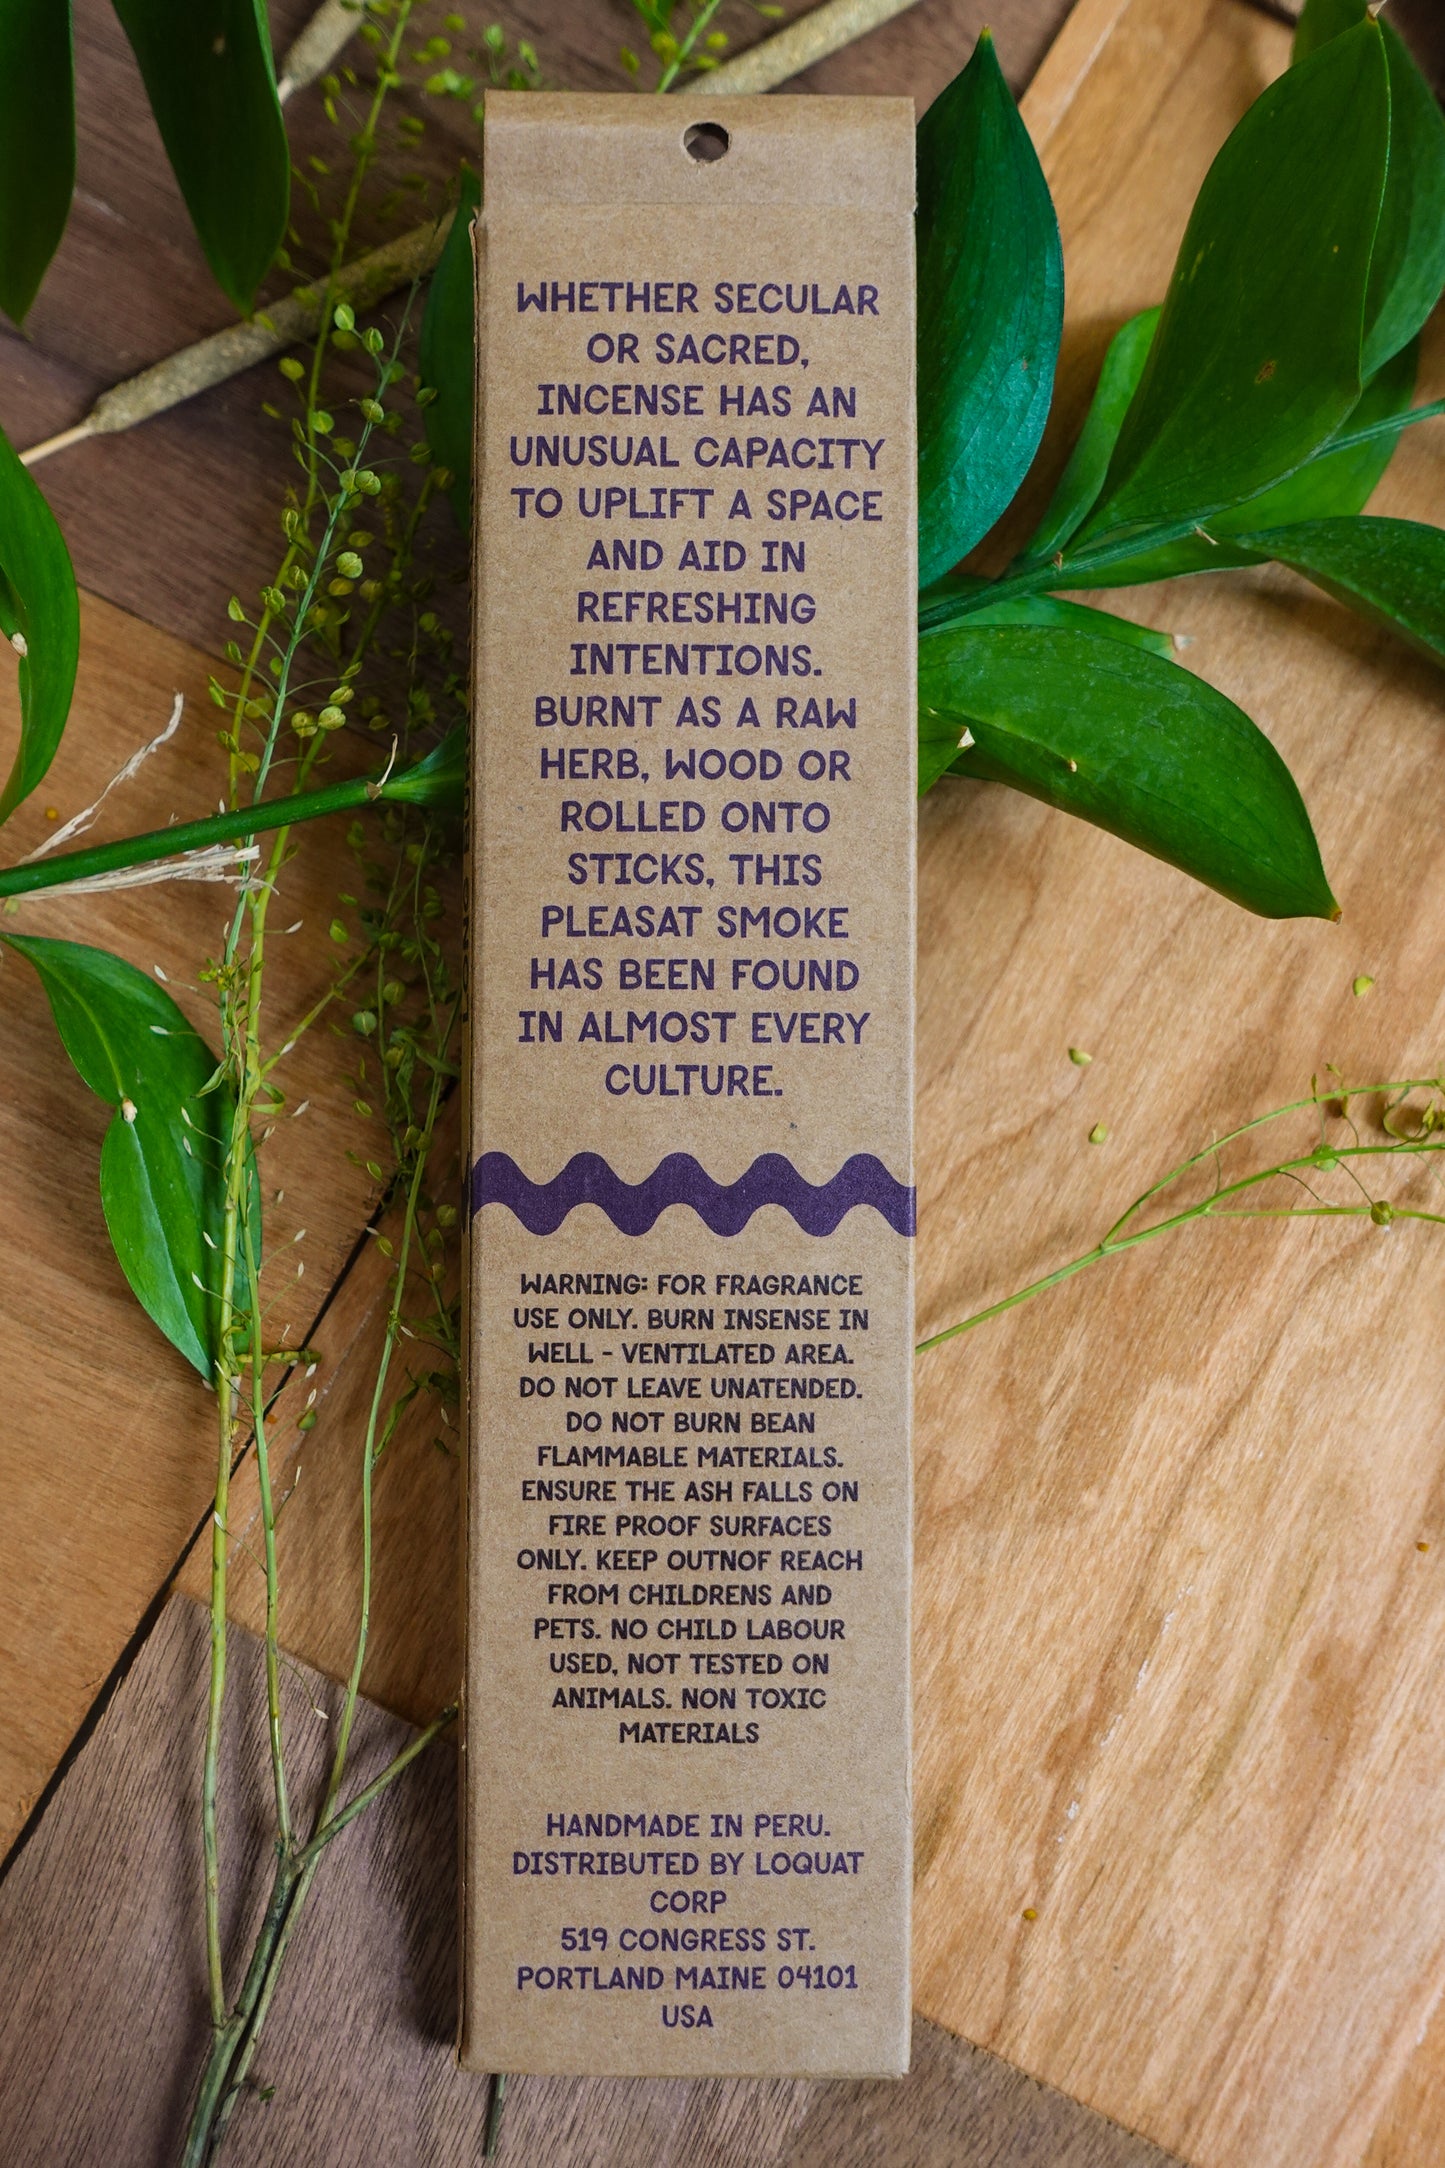 WHETHER SECULAR
OR SACRED,
INCENSE HAS AN
UNUSUAL CAPACITY
TO UPLIFT A SPACE
AND AID IN
REFRESHING
INTENTIONS.
BURNT AS A RAW
HERB, WOOD OR
ROLLED ONTO
STICKS, THIS
PLEASAT SMOKE
HAS BEEN FOUND
IN ALMOST EVERY
CULTURE.
WARNING: FOR FRAGRANCE
USE ONLY. BURN INSENSE IN
WELL - VENTILATED AREA.
DO NOT LEAVE UNATENDED.
DO NOT BURN BEAN
FLAMMABLE MATERIALS.
ENSURE THE ASH FALLS ON
FIRE PROOF SURFACES
ONLY. KEEP OUTNOF REACH
FROM CHILDRENS AND
PETS. NO CHILD LABOUR
USED, NOT TESTED ON
ANIMALS. NON TOXIC
MATERIALS
HANDMADE IN PERU.
DISTRIBUTED BY LOQUAT
CORP
519 CONGRESS ST.
PORTLAND MAINE 04101
USA